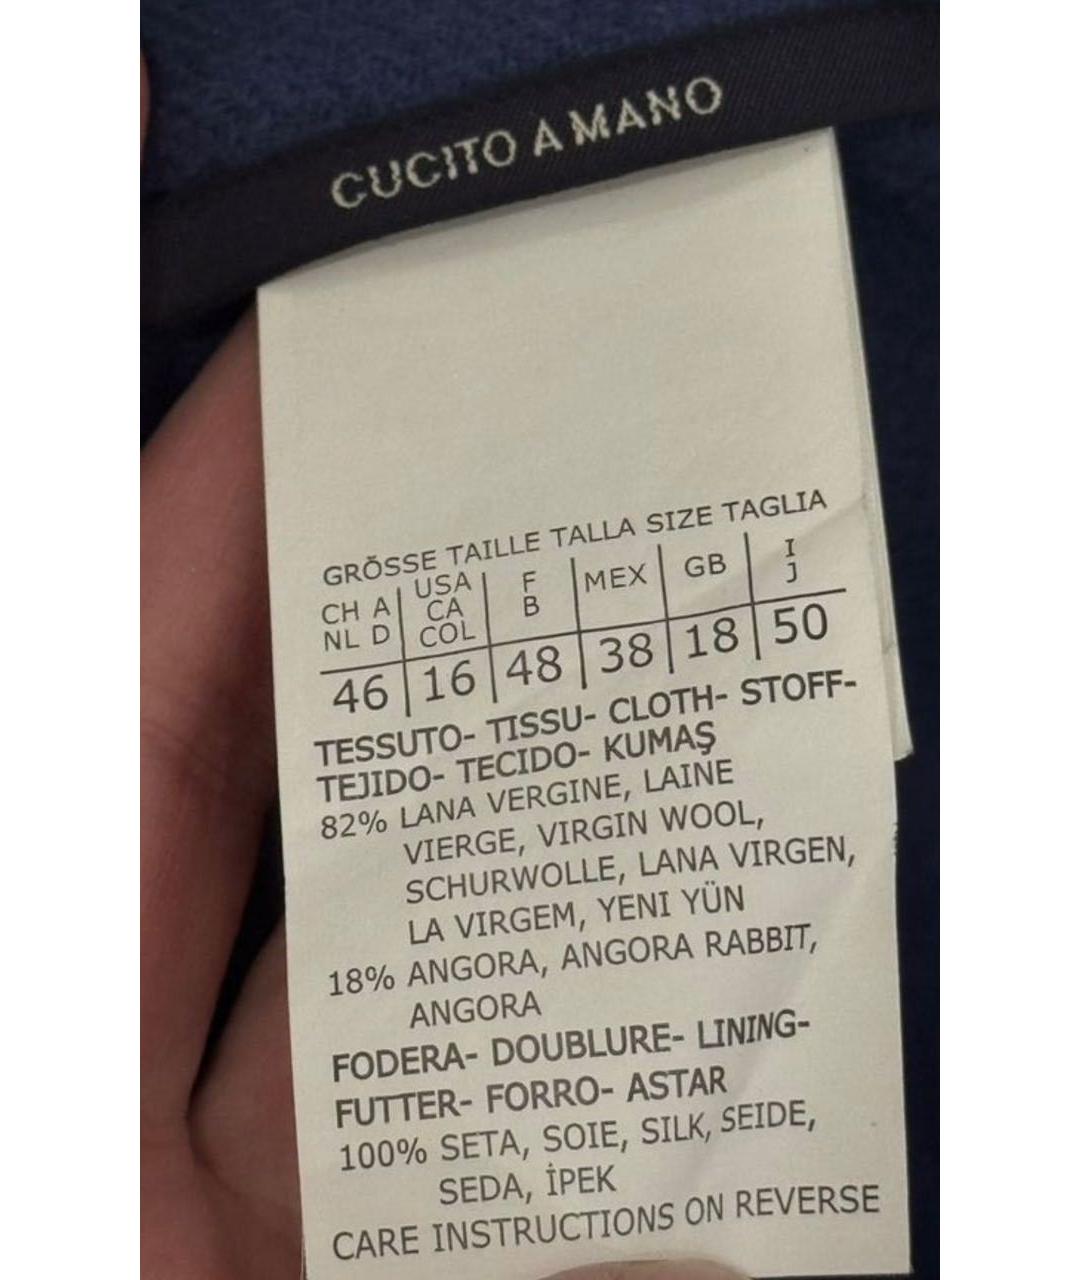 CUCITO A MANO
GRÖSSE TAILLE TALLA SIZE TAGLIA
CH A NL D | USA CA COL | F B | MEX | GB | I J
46 | 16 | 48 | 38 | 18 | 50
TESSUTO- TISSU- CLOTH- STOFF-
TEJIDO- TECIDO- KUMAŞ
82% LANA VERGINE, LAINE
VIERGE, VIRGIN WOOL,
SCHURWOLLE, LANA VIRGEN,
LA VIRGEM, YENI YÜN
18% ANGORA, ANGORA RABBIT,
ANGORA
FODERA- DOUBLURE- LINING-
FUTTER- FORRO- ASTAR
100% SETA, SOIE, SILK, SEIDE,
SEDA, İPEK
CARE INSTRUCTIONS ON REVERSE